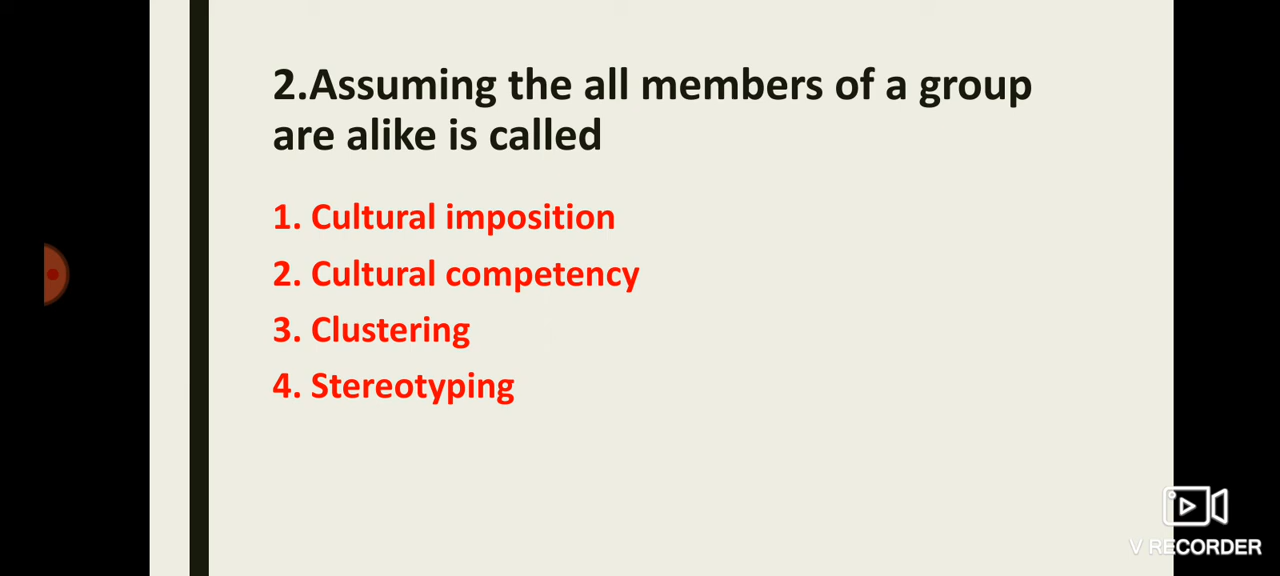 2.Assuming the all members of a group
are alike is called
1. Cultural imposition
2. Cultural competency
3. Clustering
4. Stereotyping
V RECORDER